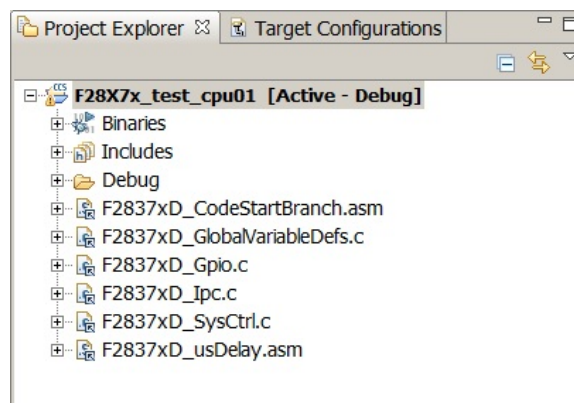 Project Explorer Target Configurations
F28X7x_test_cpu01 [Active - Debug]
Binaries
Includes
Debug
F2837xD_CodeStartBranch.asm
F2837xD_GlobalVariableDefs.c
F2837xD_Gpio.c
F2837xD_Ipc.c
F2837xD_SysCtrl.c
F2837xD_usDelay.asm